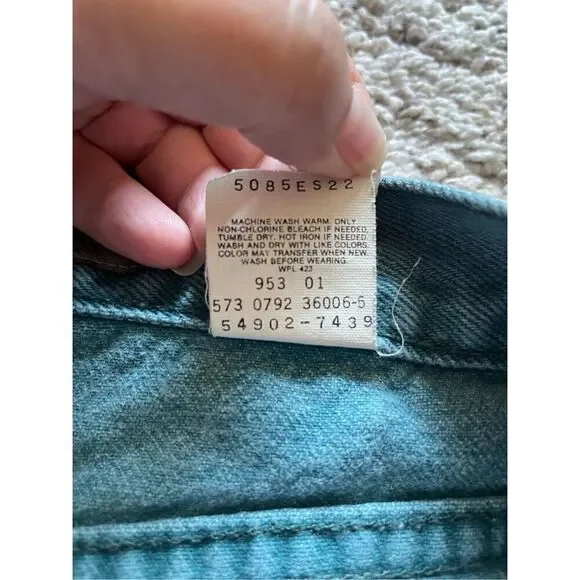 5085ES22
MACHINE WASH WARM. ONLY
NON-CHLORINE BLEACH IF NEEDED,
TUMBLE DRY. HOT IRON IF NEEDED.
WASH AND DRY WITH LIKE COLORS.
COLOR MAY TRANSFER WHEN NEW.
WASH BEFORE WEARING.
WPL 423
953 01
573 0792 36006-5
54902-7439